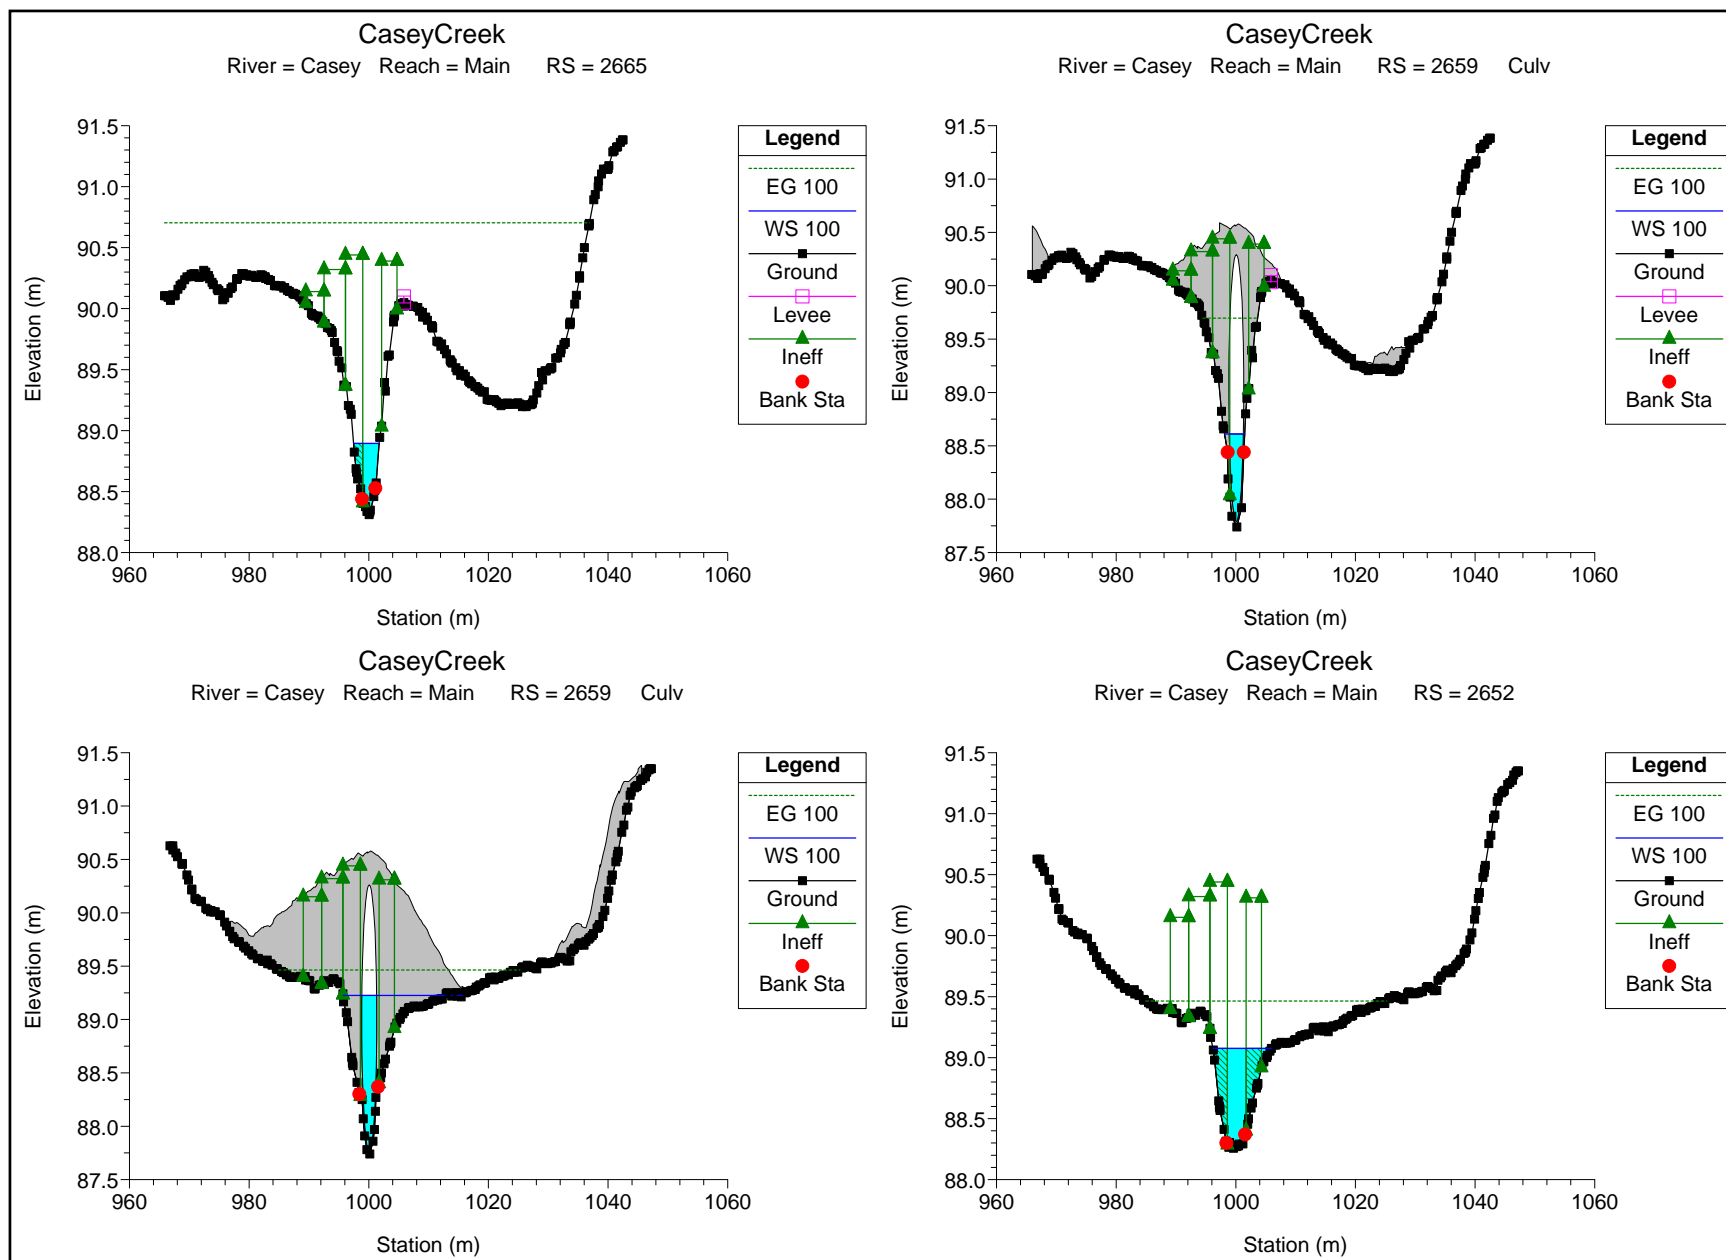 CaseyCreek
River = Casey   Reach = Main      RS = 2665
91.5
91.0
90.5
90.0
89.5
89.0
88.5
88.0
960
980
1000
1020
1040
1060
Elevation (m)
Station (m)
Legend
EG 100
WS 100
Ground
Levee
Ineff
Bank Sta
CaseyCreek
River = Casey   Reach = Main      RS = 2659      Culv
91.5
91.0
90.5
90.0
89.5
89.0
88.5
88.0
87.5
960
980
1000
1020
1040
1060
Elevation (m)
Station (m)
Legend
EG 100
WS 100
Ground
Levee
Ineff
Bank Sta
CaseyCreek
River = Casey   Reach = Main      RS = 2659      Culv
91.5
91.0
90.5
90.0
89.5
89.0
88.5
88.0
87.5
960
980
1000
1020
1040
1060
Elevation (m)
Station (m)
Legend
EG 100
WS 100
Ground
Ineff
Bank Sta
CaseyCreek
River = Casey   Reach = Main      RS = 2652
91.5
91.0
90.5
90.0
89.5
89.0
88.5
88.0
960
980
1000
1020
1040
1060
Elevation (m)
Station (m)
Legend
EG 100
WS 100
Ground
Ineff
Bank Sta